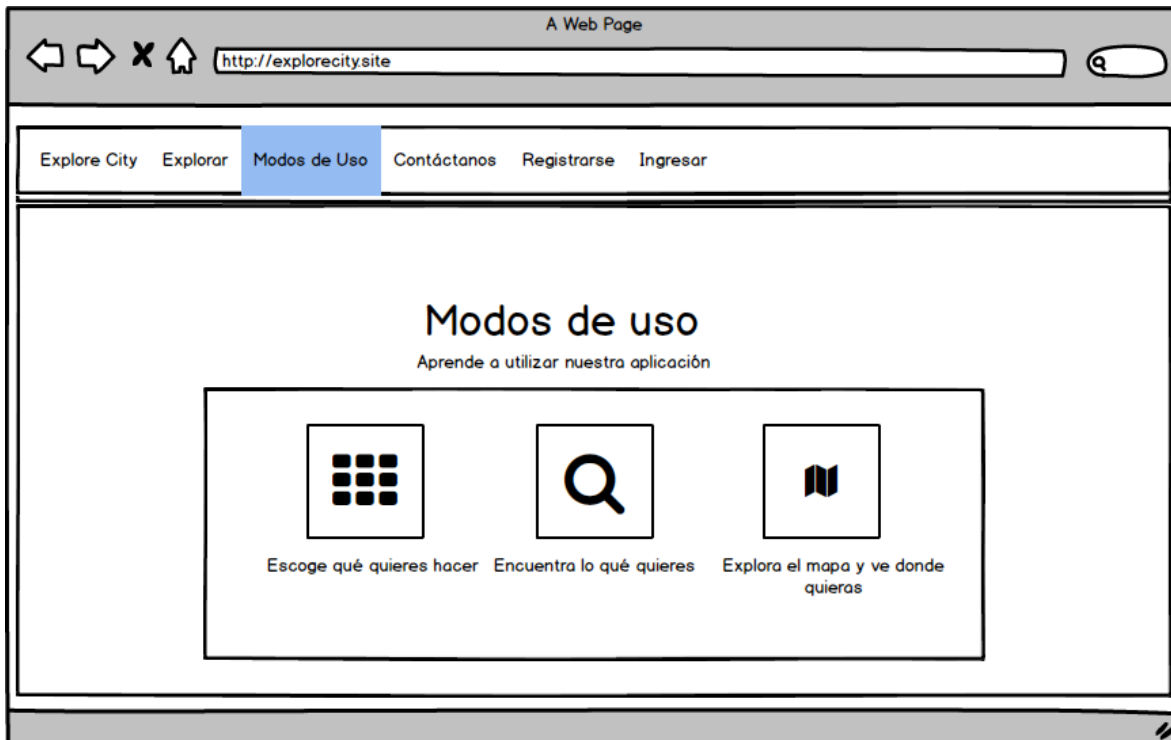 A Web Page
http://explorecity.site
Explore City Explorar Modos de Uso Contáctanos Registrarse Ingresar
Modos de uso
Aprende a utilizar nuestra aplicación
Escoge qué quieres hacer Encuentra lo qué quieres Explora el mapa y ve donde
quieras